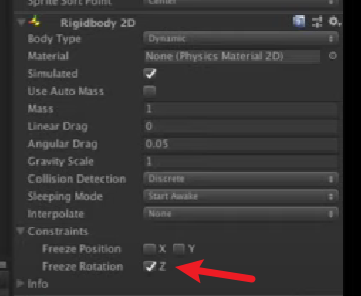 Sprite Sort Point Center
Rigidbody 2D
Body Type Dynamic
Material None (Physics Material 2D)
Simulated
Use Auto Mass
Mass 1
Linear Drag 0
Angular Drag 0.05
Gravity Scale 1
Collision Detection Discrete
Sleeping Mode Start Awake
Interpolate None
Constraints
Freeze Position X Y
Freeze Rotation Z
Info